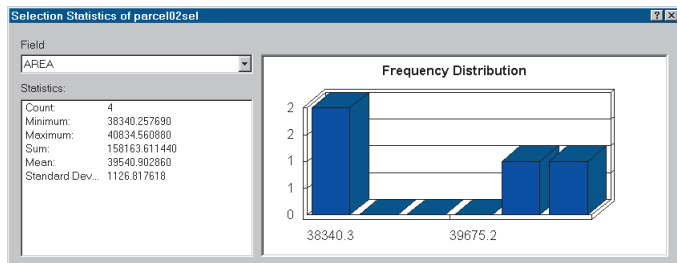 Selection Statistics of parcel02sel
Field
AREA
Statistics:
Count: 4
Minimum: 38340.257690
Maximum: 40834.560880
Sum: 158163.611440
Mean: 39540.902860
Standard Dev... 1126.817618
Frequency Distribution
2
2
1
1
0
38340.3 39675.2